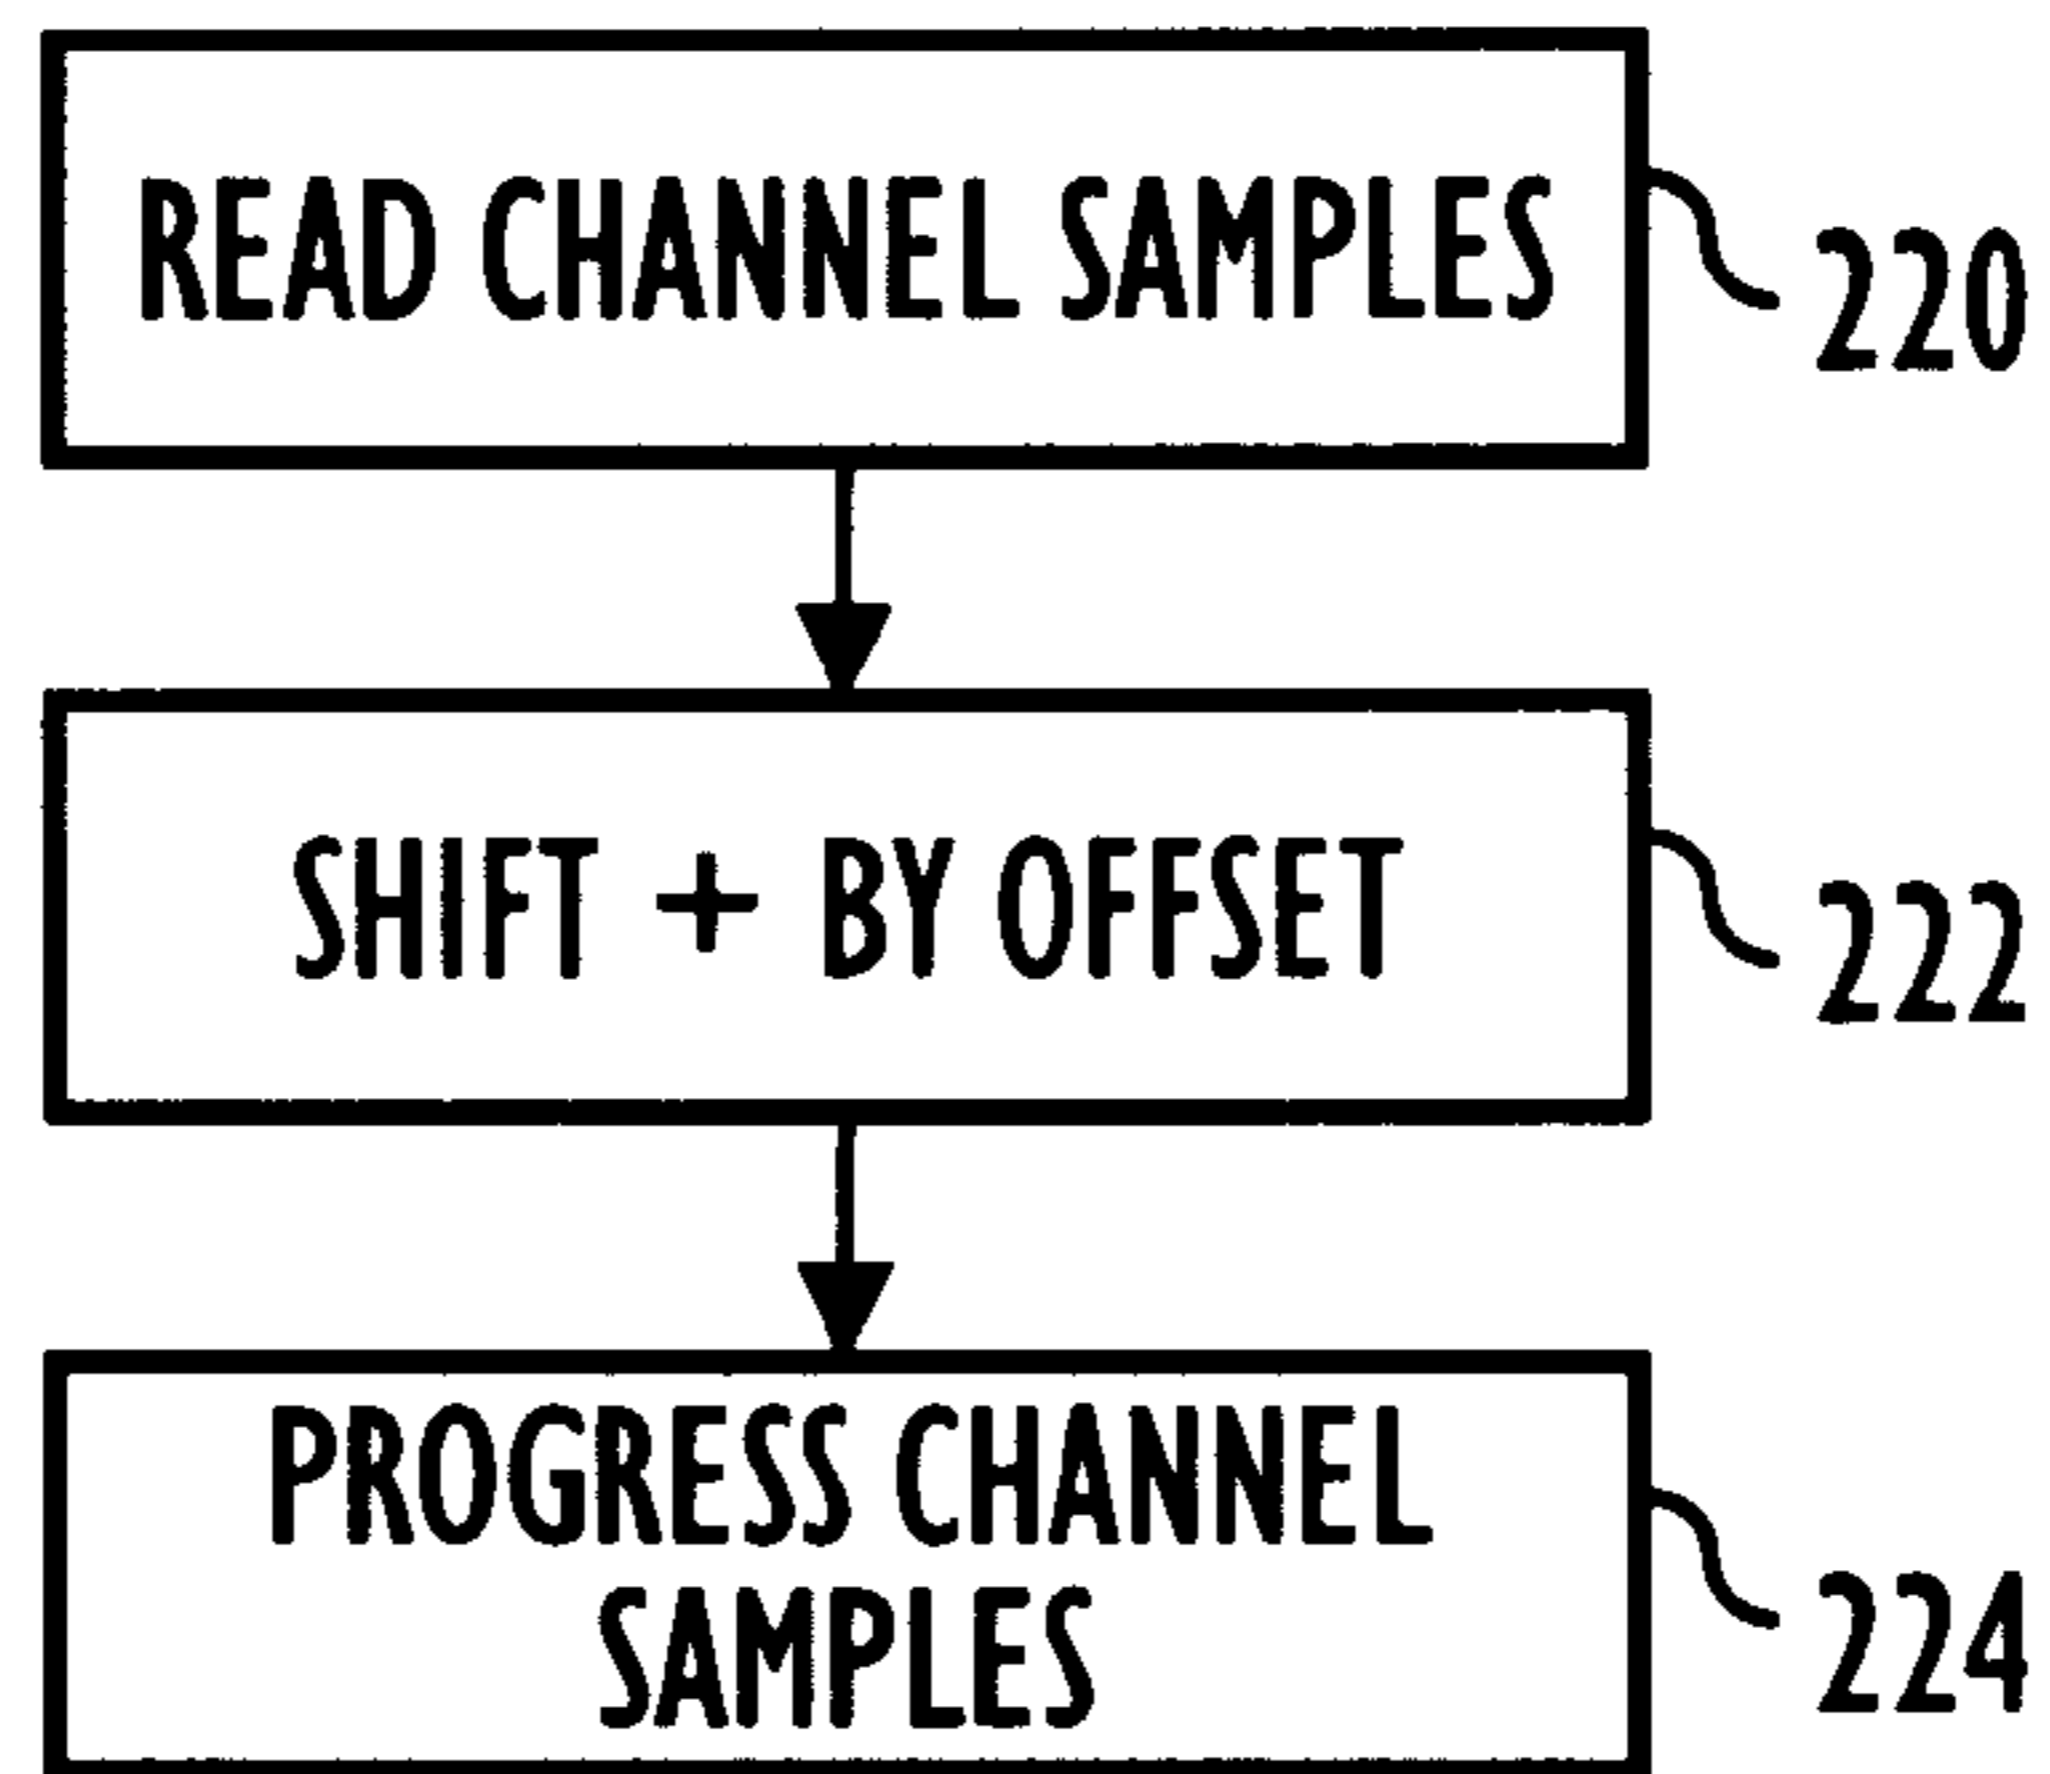 READ CHANNEL SAMPLES
220
SHIFT + BY OFFSET
222
PROGRESS CHANNEL
SAMPLES
224